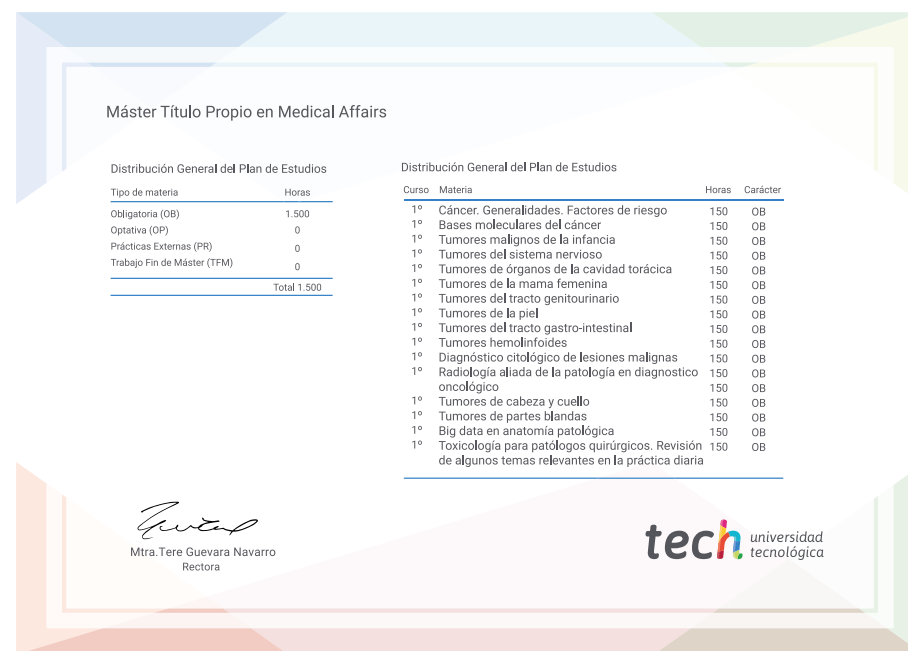 Máster Título Propio en Medical Affairs
Distribución General del Plan de Estudios
Tipo de materia Horas
Obligatoria (OB) 1.500
Optativa (OP) 0
Prácticas Externas (PR) 0
Trabajo Fin de Máster (TFM) 0
Total 1.500
Distribución General del Plan de Estudios
Curso Materia Horas Carácter
1º Cáncer. Generalidades. Factores de riesgo 150 OB
1º Bases moleculares del cáncer 150 OB
1º Tumores malignos de la infancia 150 OB
1º Tumores del sistema nervioso 150 OB
1º Tumores de órganos de la cavidad torácica 150 OB
1º Tumores de la mama femenina 150 OB
1º Tumores del tracto genitourinario 150 OB
1º Tumores de la piel 150 OB
1º Tumores del tracto gastro-intestinal 150 OB
1º Tumores hemolinfoides 150 OB
1º Diagnóstico citológico de lesiones malignas 150 OB
1º Radiología aliada de la patología en diagnostico 150 OB
oncológico 150 OB
1º Tumores de cabeza y cuello 150 OB
1º Tumores de partes blandas 150 OB
1º Big data en anatomía patológica 150 OB
1º Toxicología para patólogos quirúrgicos. Revisión 150 OB
de algunos temas relevantes en la práctica diaria
Mtra.Tere Guevara Navarro
Rectora
tech universidad
tecnológica